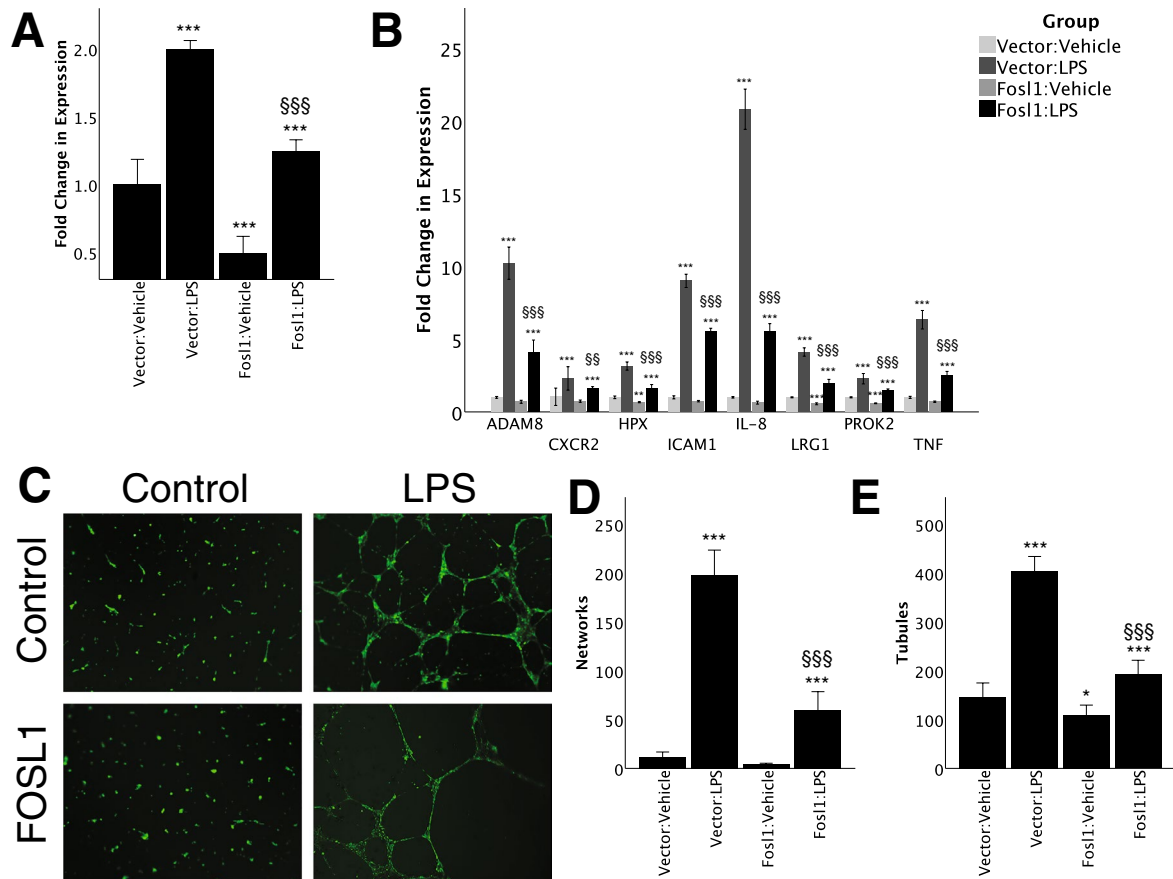 A
Fold Change in Expression
2.0
1.5
1.0
0.5
***
***
***
§§§
Vector:Vehicle
Vector:LPS
Fosl1:Vehicle
Fosl1:LPS
B
Fold Change in Expression
25
20
15
10
5
0
***
§§§
***
***
§§
***
***
**
§§§
***
***
§§§
***
***
§§§
***
***
***
§§§
***
***
***
§§§
***
***
§§§
***
ADAM8
CXCR2
HPX
ICAM1
IL-8
LRG1
PROK2
TNF
Group
Vector:Vehicle
Vector:LPS
Fosl1:Vehicle
Fosl1:LPS
C
Control
LPS
Control
FOSL1
D
Networks
250
200
150
100
50
0
***
§§§
***
Vector:Vehicle
Vector:LPS
Fosl1:Vehicle
Fosl1:LPS
E
Tubules
500
400
300
200
100
0
***
*
§§§
***
Vector:Vehicle
Vector:LPS
Fosl1:Vehicle
Fosl1:LPS